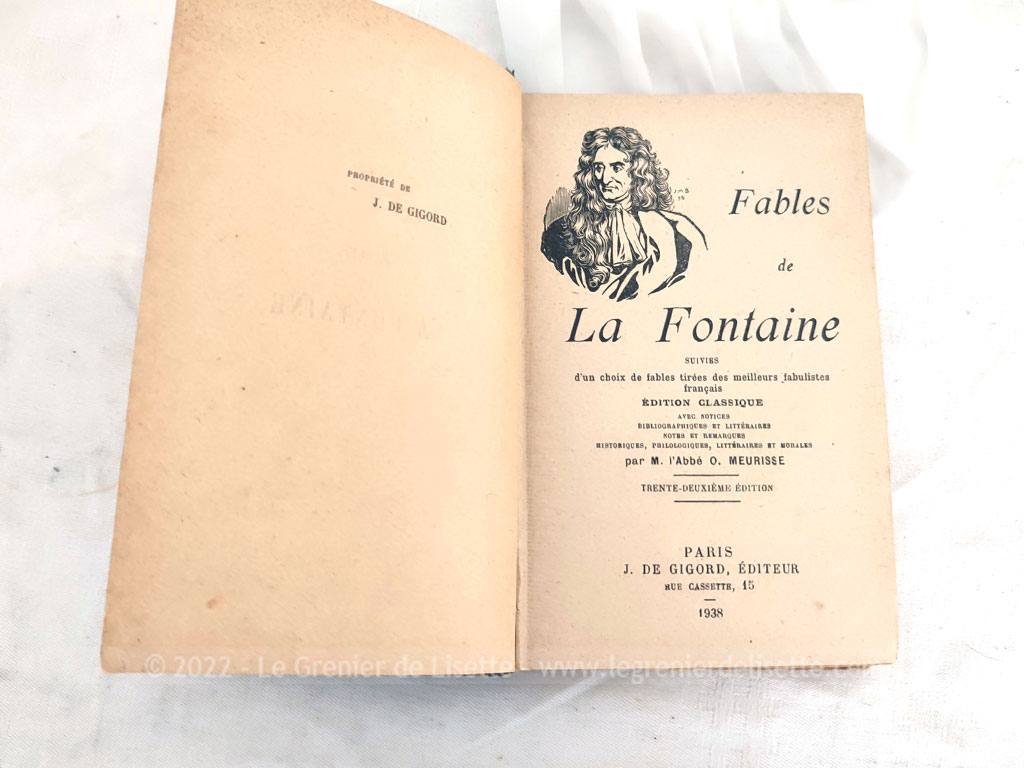 PROPRIÉTÉ DE
J. DE GIGORD
J M B
Fables
de
La Fontaine
SUIVIES
d'un choix de fables tirées des meilleurs fabulistes
français
ÉDITION CLASSIQUE
AVEC NOTICES
BIBLIOGRAPHIQUES ET LITTÉRAIRES
NOTES ET REMARQUES
HISTORIQUES, PHILOLOGIQUES, LITTÉRAIRES ET MORALES
par M. l'Abbé O. MEURISSE
TRENTE-DEUXIÈME ÉDITION
PARIS
J. DE GIGORD, ÉDITEUR
RUE CASSETTE, 15
1938
© 2022 - Le Grenier de Lisette - www.legrenierdelisette.com